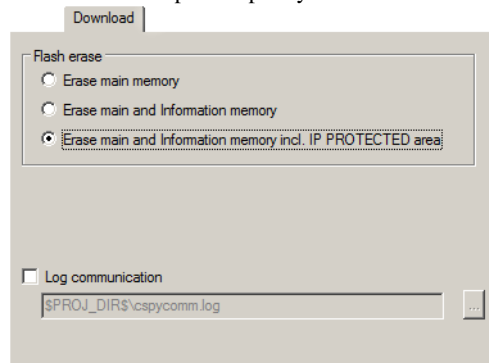 Download
Flash erase
Erase main memory
Erase main and Information memory
Erase main and Information memory incl. IP PROTECTED area
Log communication
$PROJ_DIR$\cspycomm.log
...